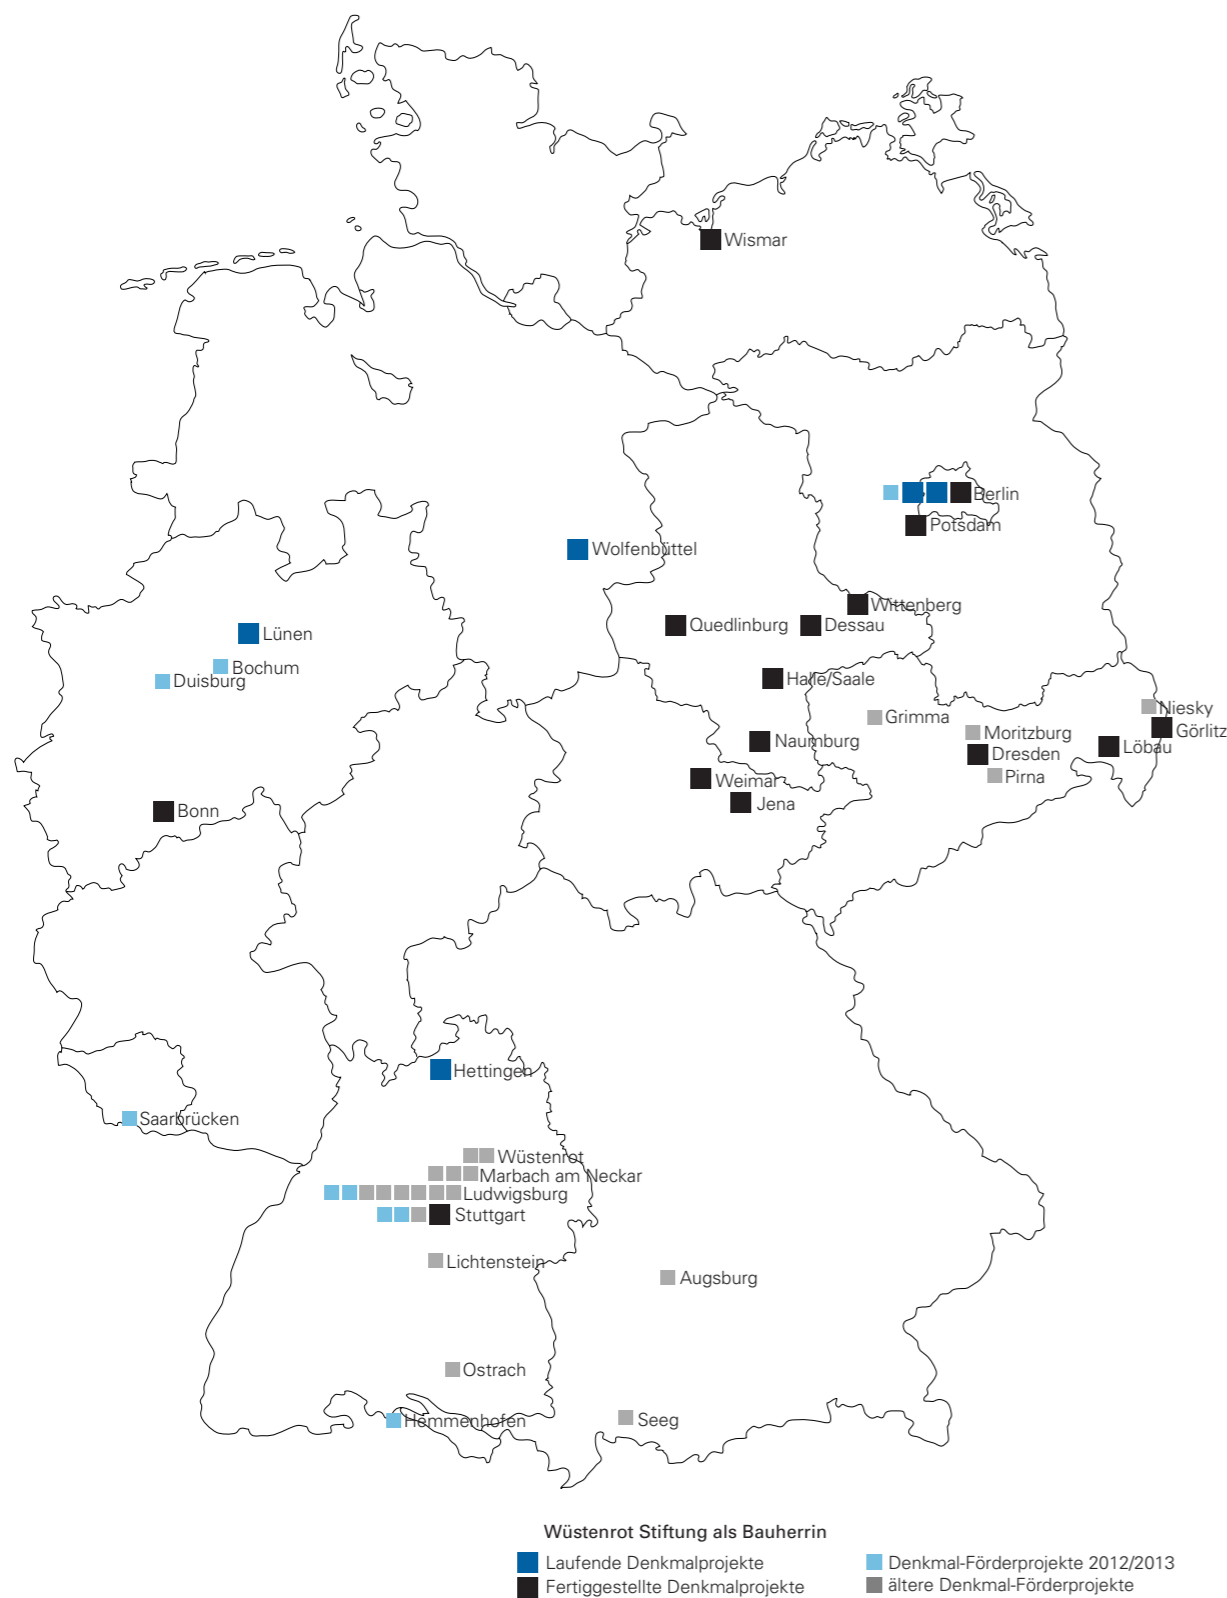 Wismar
Berlin
Potsdam
Wolfenbüttel
Wittenberg
Quedlinburg
Dessau
Lünen
Bochum
Duisburg
Halle/Saale
Niesky
Grimma
Görlitz
Moritzburg
Naumburg
Löbau
Dresden
Pirna
Weimar
Jena
Bonn
Hettingen
Saarbrücken
Wüstenrot
Marbach am Neckar
Ludwigsburg
Stuttgart
Lichtenstein
Augsburg
Ostrach
Hemmenhofen
Seeg
Wüstenrot Stiftung als Bauherrin
Laufende Denkmalprojekte
Fertiggestellte Denkmalprojekte
Denkmal-Förderprojekte 2012/2013
ältere Denkmal-Förderprojekte